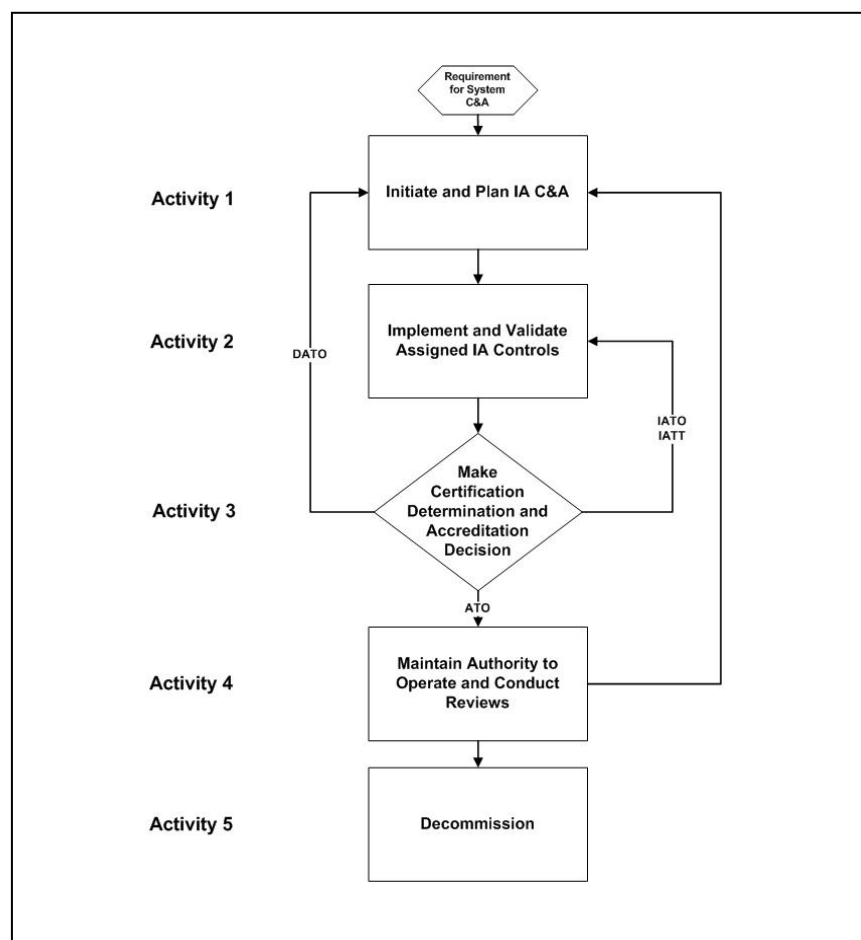 Requirement
for System
C&A
Activity 1
Initiate and Plan IA C&A
Activity 2
Implement and Validate
Assigned IA Controls
DATO
IATO
IATT
Activity 3
Make
Certification
Determination and
Accreditation
Decision
ATO
Activity 4
Maintain Authority to
Operate and Conduct
Reviews
Activity 5
Decommission